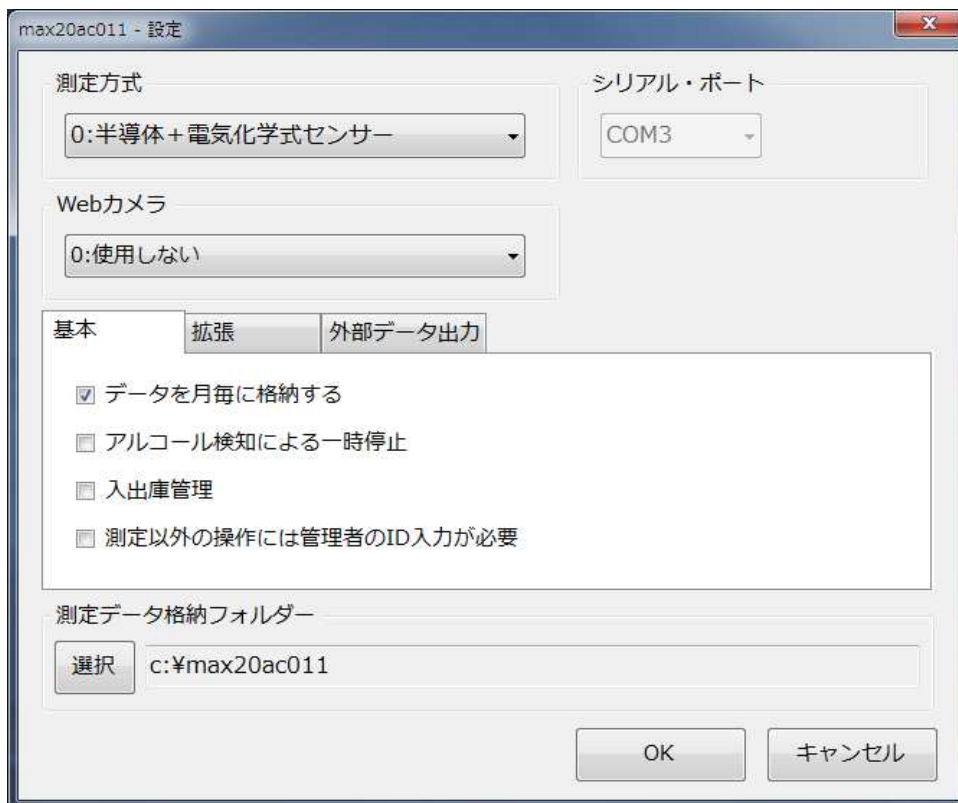 max20ac011 - 設定
測定方式
シリアル・ポート
0:半導体＋電気化学式センサー
COM3
Webカメラ
0:使用しない
基本
拡張
外部データ出力
データを月毎に格納する
アルコール検知による一時停止
入出庫管理
測定以外の操作には管理者のID入力が必要
測定データ格納フォルダー
選択
c:¥max20ac011
OK
キャンセル